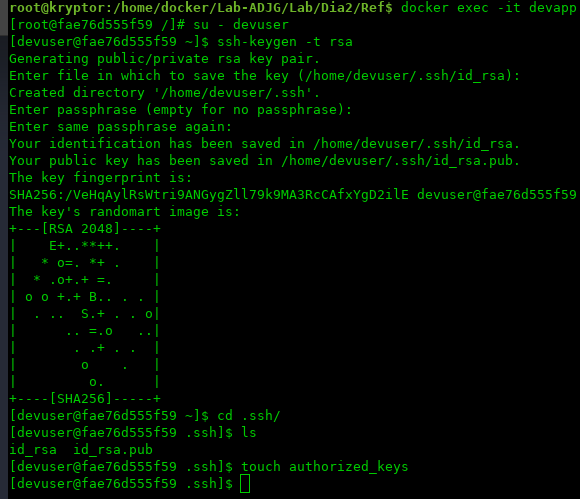 root@kryptor:/home/docker/Lab-ADJG/Lab/Dia2/Ref$ docker exec -it devapp
[root@fae76d555f59 /]# su - devuser
[devuser@fae76d555f59 ~]$ ssh-keygen -t rsa
Generating public/private rsa key pair.
Enter file in which to save the key (/home/devuser/.ssh/id_rsa):
Created directory '/home/devuser/.ssh'.
Enter passphrase (empty for no passphrase):
Enter same passphrase again:
Your identification has been saved in /home/devuser/.ssh/id_rsa.
Your public key has been saved in /home/devuser/.ssh/id_rsa.pub.
The key fingerprint is:
SHA256:/VeHqAylRsWtri9ANGygZll79k9MA3RcCAfxYgD2ilE devuser@fae76d555f59
The key's randomart image is:
+---[RSA 2048]----+
|    E+..**++.    |
|   * o=. *+ .    |
|  * .o+.+ =.     |
| o o +.+ B.. . . |
|  . ..  S.+ . . o|
|      .. =.o   ..|
|       . .+ . .  |
|        o    .   |
|         o.      |
+----[SHA256]-----+
[devuser@fae76d555f59 ~]$ cd .ssh/
[devuser@fae76d555f59 .ssh]$ ls
id_rsa  id_rsa.pub
[devuser@fae76d555f59 .ssh]$ touch authorized_keys
[devuser@fae76d555f59 .ssh]$